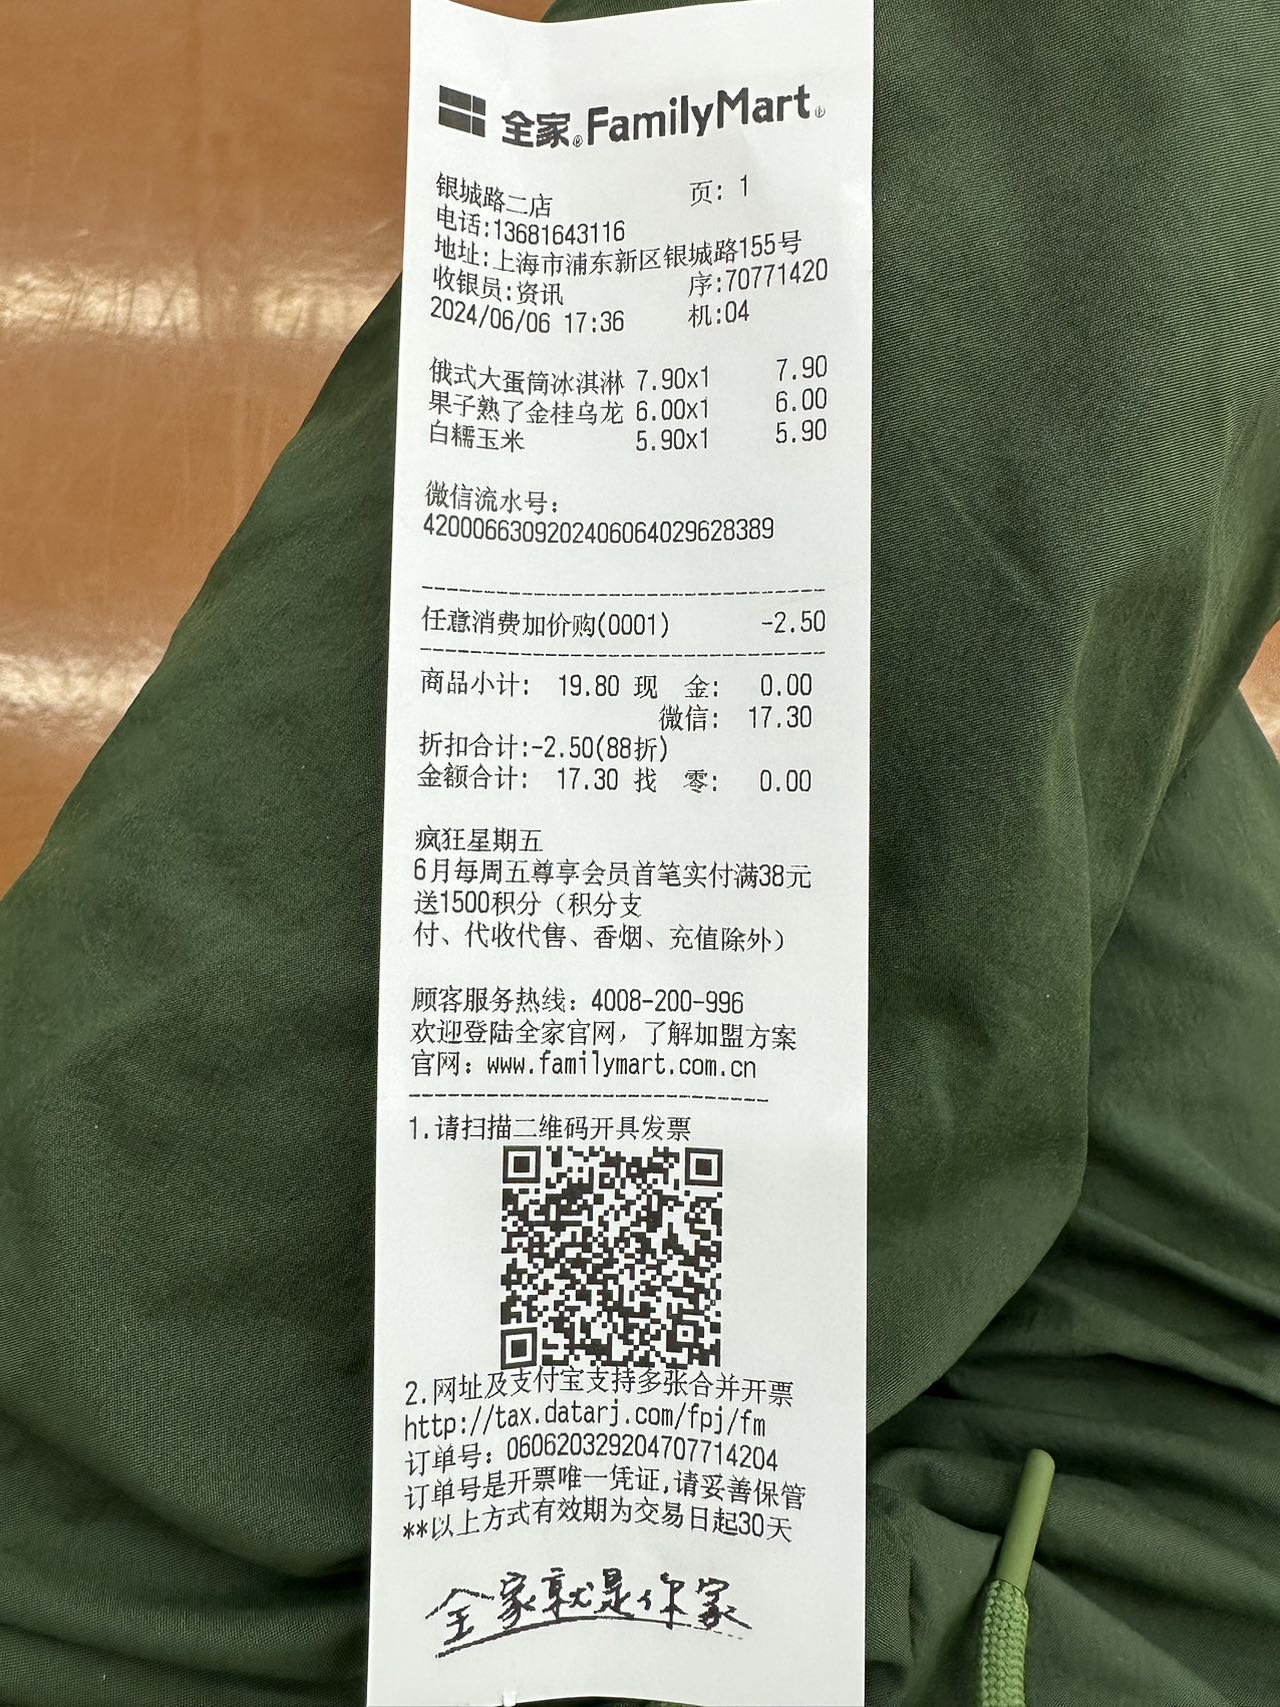 全家® FamilyMart
银城路二店 页: 1
电话:13681643116
地址:上海市浦东新区银城路155号
收银员:资讯 序:70771420
2024/06/06 17:36 机:04
俄式大蛋筒冰淇淋 7.90x1 7.90
果子熟了金桂乌龙 6.00x1 6.00
白糯玉米 5.90x1 5.90
微信流水号:
4200066309202406064029628389
任意消费加价购(0001) -2.50
商品小计: 19.80 现 金: 0.00
微信: 17.30
折扣合计:-2.50(88折)
金额合计: 17.30 找 零: 0.00
疯狂星期五
6月每周五尊享会员首笔实付满38元
送1500积分（积分支
付、代收代售、香烟、充值除外）
顾客服务热线: 4008-200-996
欢迎登陆全家官网，了解加盟方案
官网: www.familymart.com.cn
1.请扫描二维码开具发票
2.网址及支付宝支持多张合并开票
http://tax.datarj.com/fpj/fm
订单号: 060620329204707714204
订单号是开票唯一凭证,请妥善保管
**以上方式有效期为交易日起30天
全家就是你家